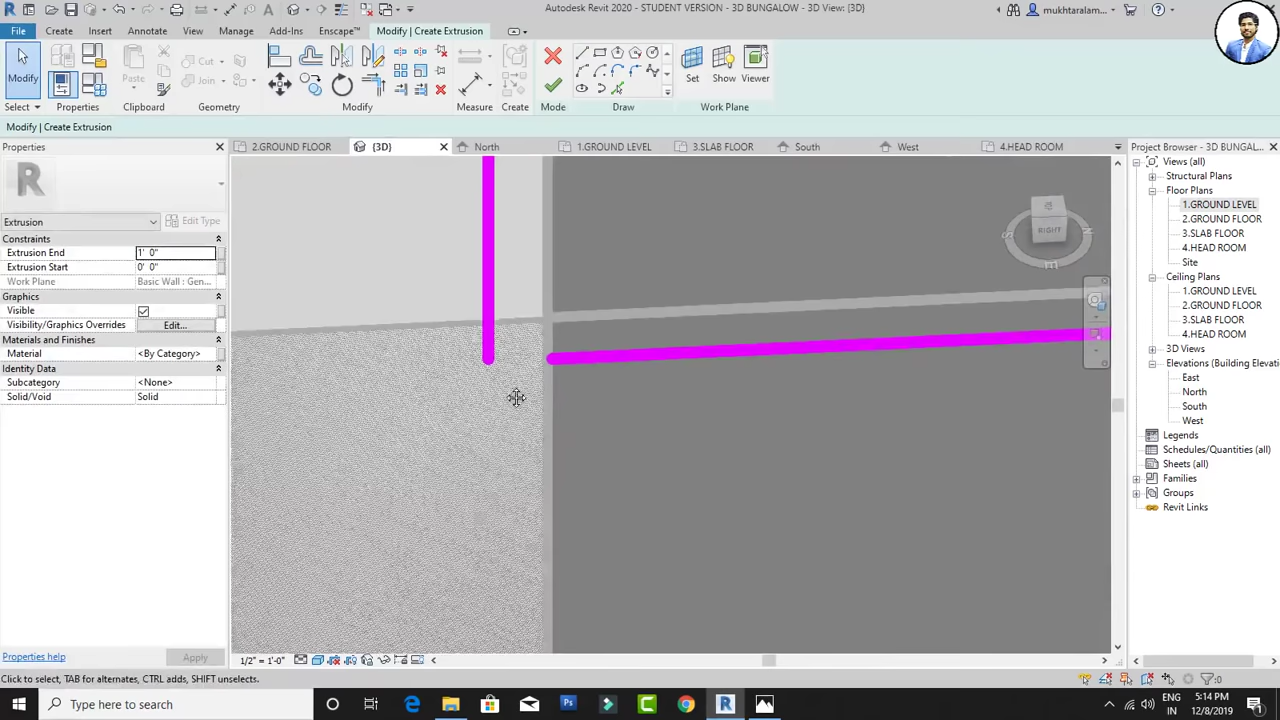 Autodesk Revit 2020 - STUDENT VERSION - 3D BUNGALOW - 3D View: {3D}
mukhtaralam...
File
Create
Insert
Annotate
View
Manage
Add-Ins
Enscape™
Modify | Create Extrusion
Modify
Paste
Cut
Join
Set
Show
Viewer
Select
Properties
Clipboard
Geometry
Modify
Measure
Create
Mode
Draw
Work Plane
Modify | Create Extrusion
Properties
2.GROUND FLOOR
{3D}
North
1.GROUND LEVEL
3.SLAB FLOOR
South
West
4.HEAD ROOM
Project Browser - 3D BUNGAL...
R
Extrusion
Edit Type
Constraints
Extrusion End 1' 0"
Extrusion Start 0' 0"
Work Plane Basic Wall : Gen...
Graphics
Visible
Visibility/Graphics Overrides Edit...
Materials and Finishes
Material <By Category>
Identity Data
Subcategory <None>
Solid/Void Solid
Properties help
Apply
RIGHT
Views (all)
Structural Plans
Floor Plans
1.GROUND LEVEL
2.GROUND FLOOR
3.SLAB FLOOR
4.HEAD ROOM
Site
Ceiling Plans
1.GROUND LEVEL
2.GROUND FLOOR
3.SLAB FLOOR
4.HEAD ROOM
3D Views
Elevations (Building Elevati
East
North
South
West
Legends
Schedules/Quantities (all)
Sheets (all)
Families
Groups
Revit Links
1/2" = 1'-0"
Click to select, TAB for alternates, CTRL adds, SHIFT unselects.
:0
Type here to search
ENG
IN
5:14 PM
12/8/2019